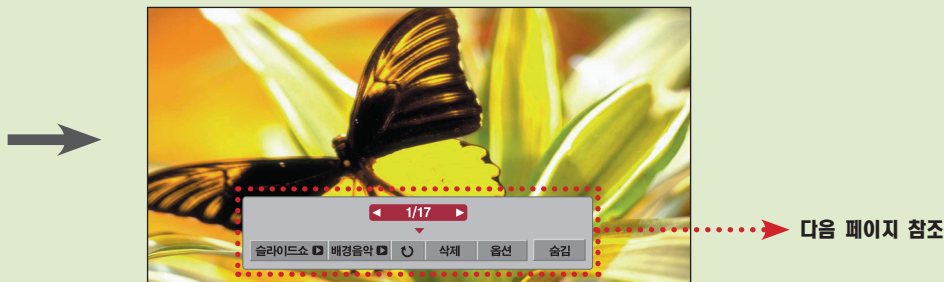 ◀ 1/17 ▶
슬라이드쇼 ▶ 배경음악 ▶ ↻ 삭제 옵션 숨김
다음 페이지 참조